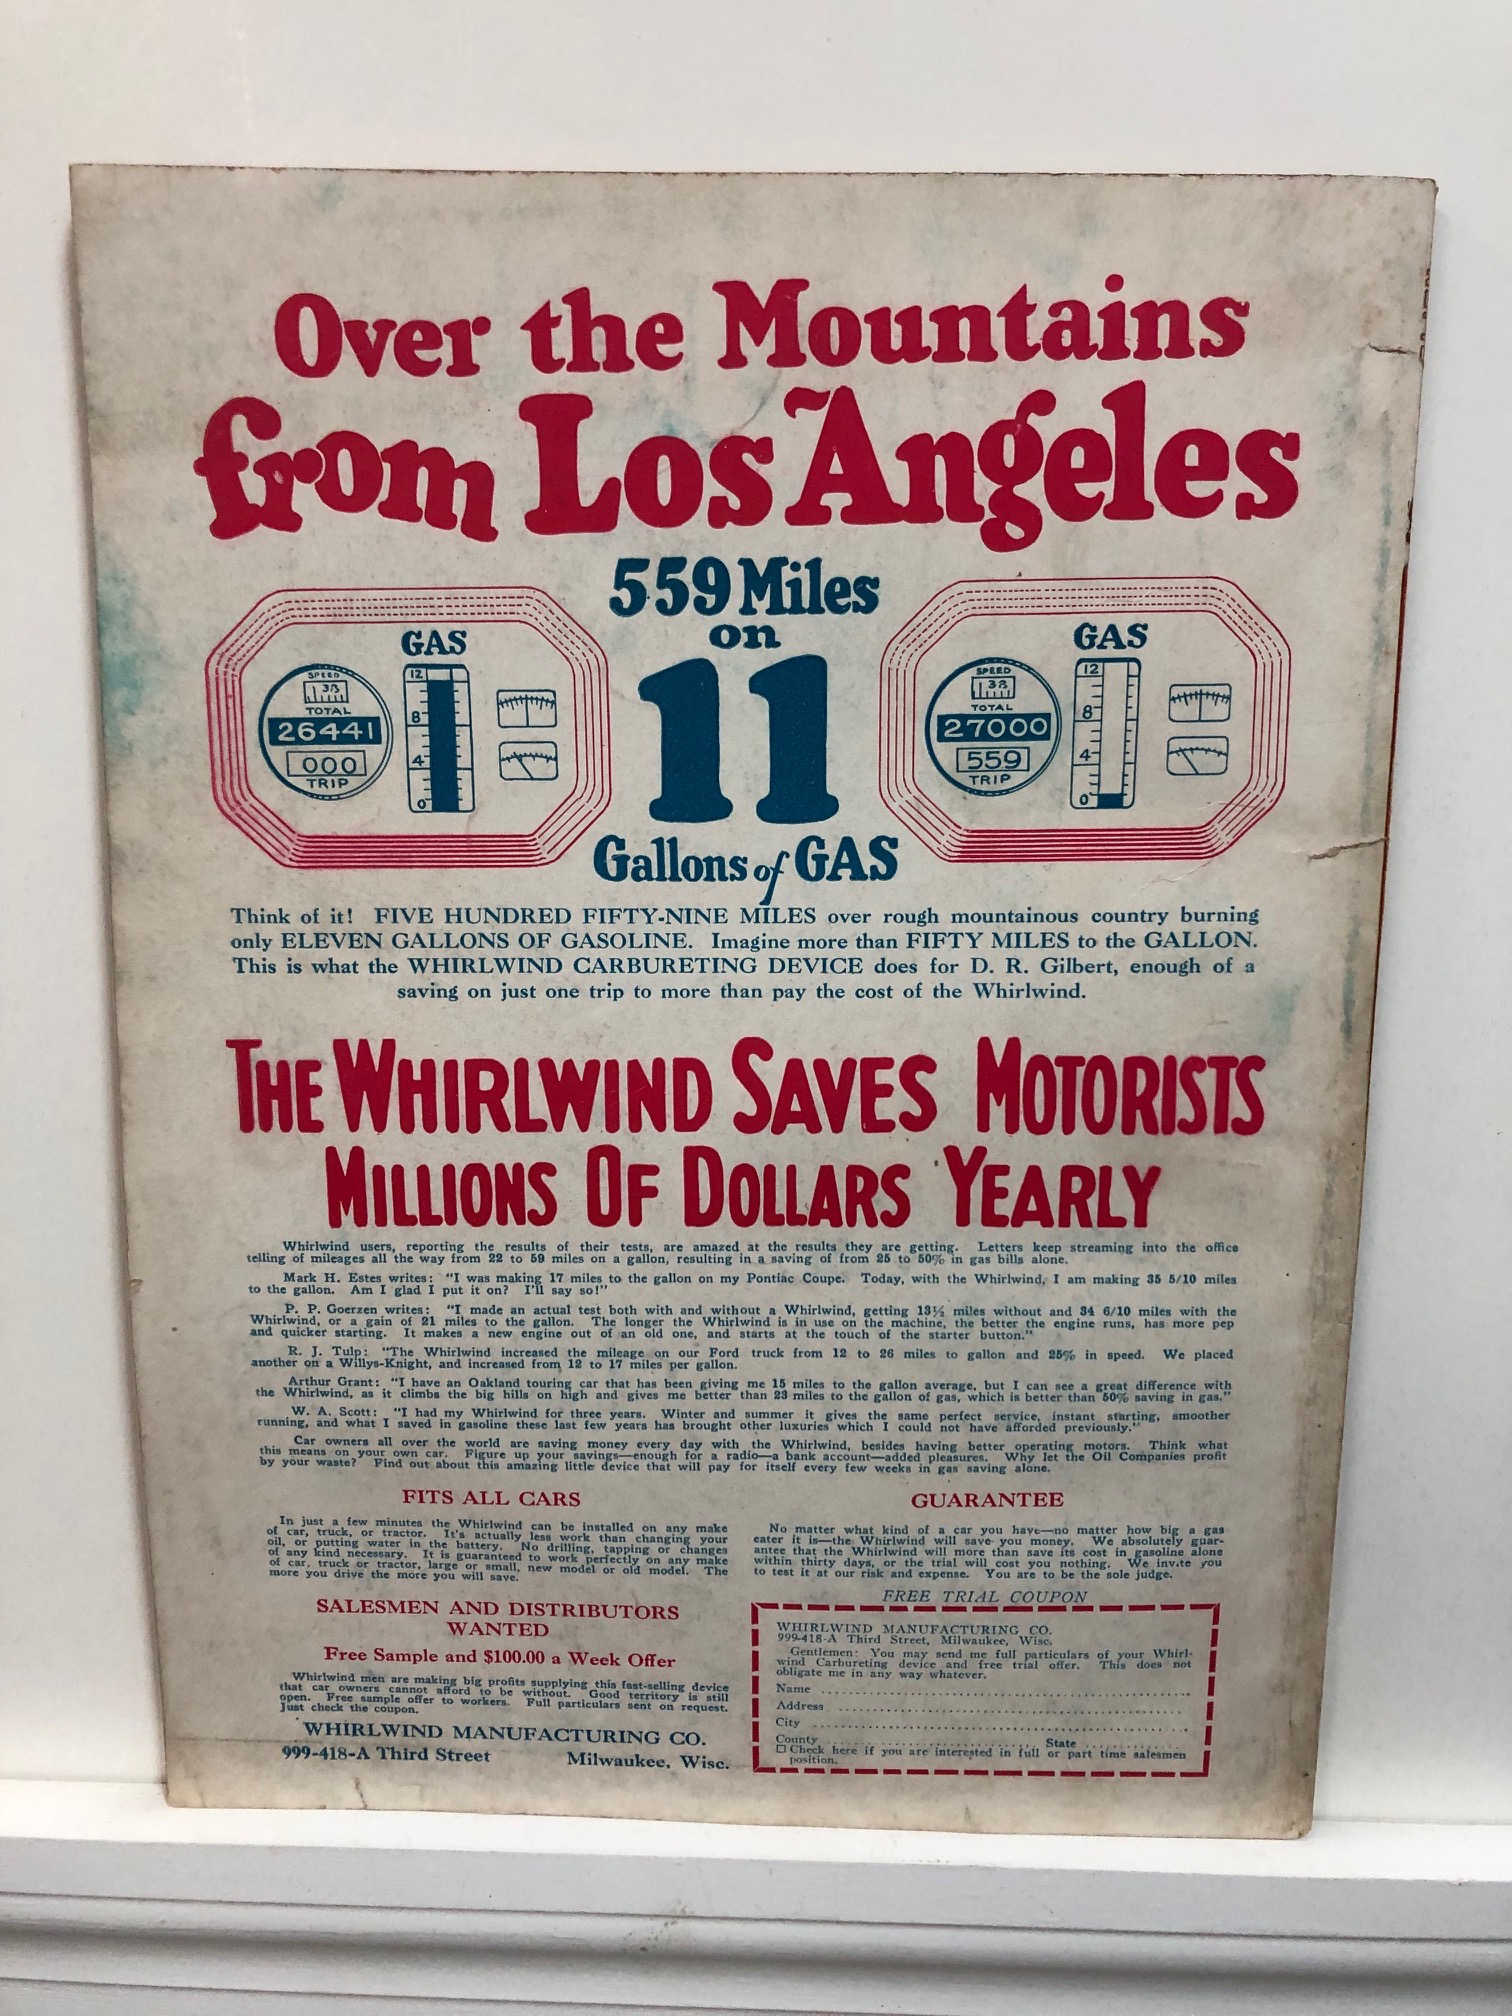 Over the Mountains
from Los Angeles
559 Miles
on
11
Gallons of GAS
SPEED
38
TOTAL
26441
000
TRIP
GAS
12
8
4
0
SPEED
38
TOTAL
27000
559
TRIP
GAS
12
8
4
0
Think of it! FIVE HUNDRED FIFTY-NINE MILES over rough mountainous country burning
only ELEVEN GALLONS OF GASOLINE. Imagine more than FIFTY MILES to the GALLON.
This is what the WHIRLWIND CARBURETING DEVICE does for D. R. Gilbert, enough of a
saving on just one trip to more than pay the cost of the Whirlwind.
THE WHIRLWIND SAVES MOTORISTS
MILLIONS OF DOLLARS YEARLY
Whirlwind users, reporting the results of their tests, are amazed at the results they are getting. Letters keep streaming into the office
telling of mileages all the way from 22 to 59 miles on a gallon, resulting in a saving of from 25 to 50% in gas bills alone.
Mark H. Estes writes: "I was making 17 miles to the gallon on my Pontiac Coupe. Today, with the Whirlwind, I am making 35 5/10 miles
to the gallon. Am I glad I put it on? I'll say so!"
P. P. Goerzen writes: "I made an actual test both with and without a Whirlwind, getting 13½ miles without and 34 6/10 miles with the
Whirlwind, or a gain of 21 miles to the gallon. The longer the Whirlwind is in use on the machine, the better the engine runs, has more pep
and quicker starting. It makes a new engine out of an old one, and starts at the touch of the starter button."
R. J. Tulp: "The Whirlwind increased the mileage on our Ford truck from 12 to 26 miles to gallon and 25% in speed. We placed
another on a Willys-Knight, and increased from 12 to 17 miles per gallon.
Arthur Grant: "I have an Oakland touring car that has been giving me 15 miles to the gallon average, but I can see a great difference with
the Whirlwind, as it climbs the big hills on high and gives me better than 23 miles to the gallon of gas, which is better than 50% saving in gas."
W. A. Scott: "I had my Whirlwind for three years. Winter and summer it gives the same perfect service, instant starting, smoother
running, and what I saved in gasoline these last few years has brought other luxuries which I could not have afforded previously."
Car owners all over the world are saving money every day with the Whirlwind, besides having better operating motors. Think what
this means on your own car. Figure up your savings—enough for a radio—a bank account—added pleasures. Why let the Oil Companies profit
by your waste? Find out about this amazing little device that will pay for itself every few weeks in gas saving alone.
FITS ALL CARS
In just a few minutes the Whirlwind can be installed on any make
of car, truck, or tractor. It's actually less work than changing your
oil, or putting water in the battery. No drilling, tapping or changes
of any kind necessary. It is guaranteed to work perfectly on any make
of car, truck or tractor, large or small, new model or old model. The
more you drive the more you will save.
SALESMEN AND DISTRIBUTORS
WANTED
Free Sample and $100.00 a Week Offer
Whirlwind men are making big profits supplying this fast-selling device
that car owners cannot afford to be without. Good territory is still
open. Free sample offer to workers. Full particulars sent on request.
Just check the coupon.
WHIRLWIND MANUFACTURING CO.
999-418-A Third Street Milwaukee, Wisc.
GUARANTEE
No matter what kind of a car you have—no matter how big a gas
eater it is—the Whirlwind will save you money. We absolutely guar-
antee that the Whirlwind will more than save its cost in gasoline alone
within thirty days, or the trial will cost you nothing. We invite you
to test it at our risk and expense. You are to be the sole judge.
FREE TRIAL COUPON
WHIRLWIND MANUFACTURING CO.
999-418-A Third Street, Milwaukee, Wisc.
Gentlemen: You may send me full particulars of your Whirl-
wind Carbureting device and free trial offer. This does not
obligate me in any way whatever.
Name
Address
City
County State
☐ Check here if you are interested in full or part time salesmen
position.